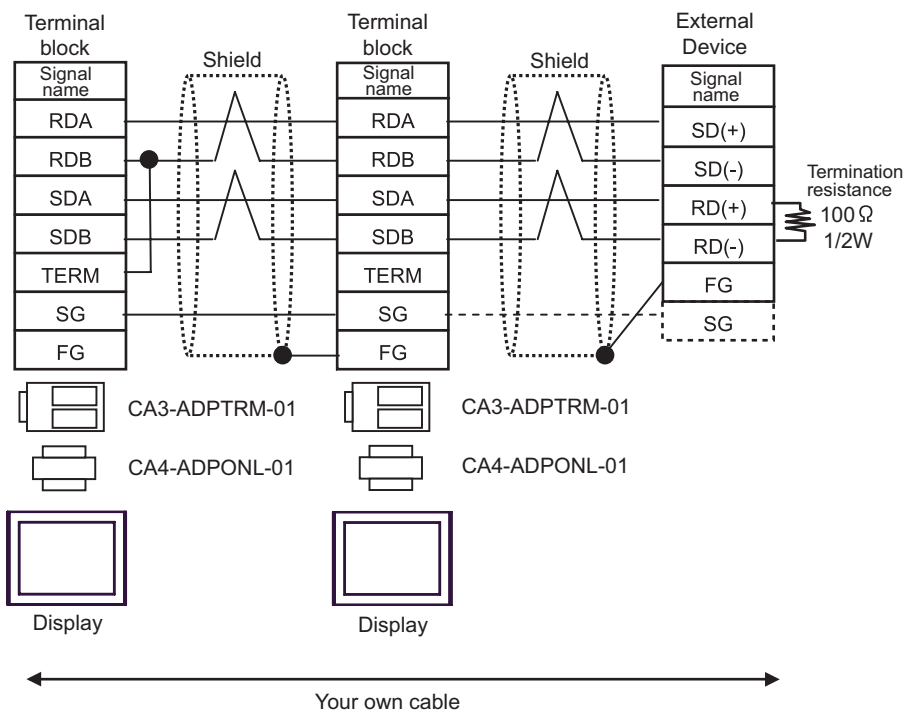 Terminal
block
Signal
name
RDA
RDB
SDA
SDB
TERM
SG
FG
Shield
Terminal
block
Signal
name
RDA
RDB
SDA
SDB
TERM
SG
FG
Shield
External
Device
Signal
name
SD(+)
SD(-)
RD(+)
RD(-)
FG
SG
Termination
resistance
100Ω
1/2W
CA3-ADPTRM-01
CA3-ADPTRM-01
CA4-ADPONL-01
CA4-ADPONL-01
Display
Display
Your own cable